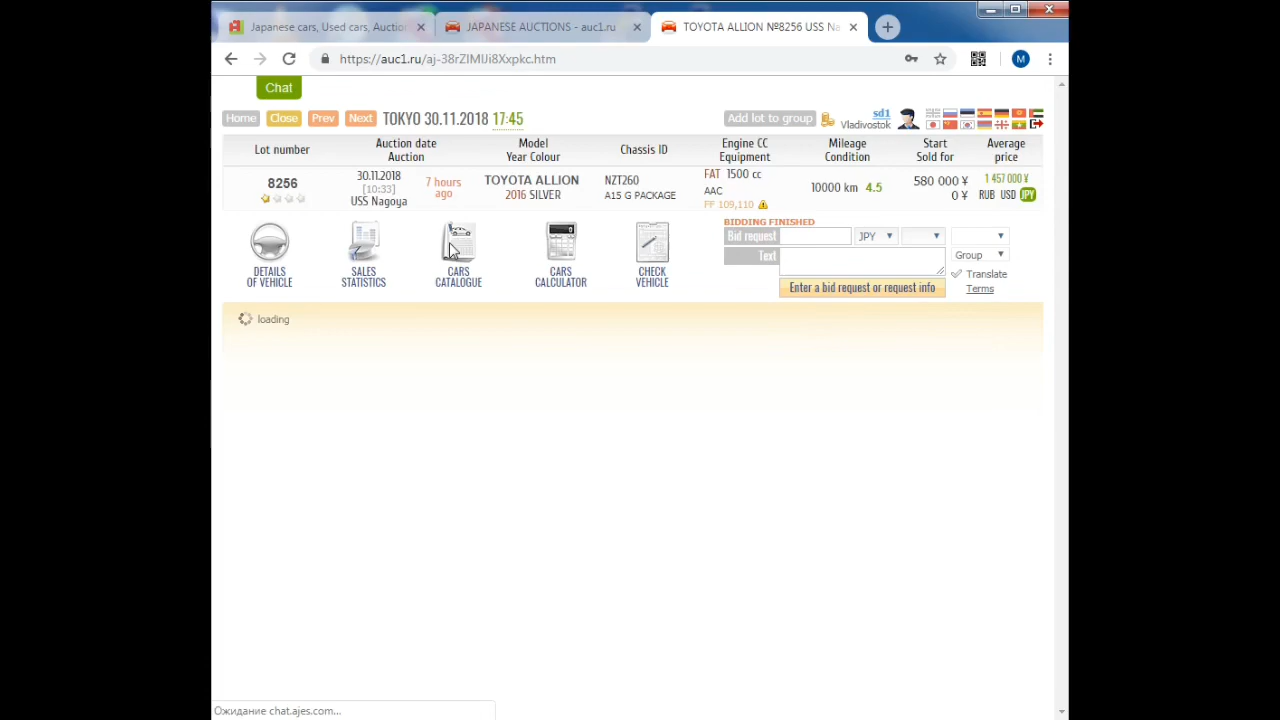 Japanese cars, Used cars, Auction
JAPANESE AUCTIONS - auc1.ru
TOYOTA ALLION №8256 USS Na
https://auc1.ru/aj-38rZIMlJi8Xxpkc.htm
M
Chat
Home Close Prev Next TOKYO 30.11.2018 17:45
Add lot to group
sd1
Vladivostok
Lot number
Auction date
Auction
Model
Year Colour
Chassis ID
Engine CC
Equipment
Mileage
Condition
Start
Sold for
Average
price
8256
30.11.2018
[10:33]
USS Nagoya
7 hours
ago
TOYOTA ALLION
2016 SILVER
NZT260
A15 G PACKAGE
FAT 1500 cc
AAC
FF 109,110
10000 km 4.5
580 000 ¥
0 ¥
1 457 000 ¥
RUB USD JPY
DETAILS
OF VEHICLE
SALES
STATISTICS
CARS
CATALOGUE
CARS
CALCULATOR
CHECK
VEHICLE
BIDDING FINISHED
Bid request JPY
Text
Group
Translate
Terms
Enter a bid request or request info
loading
Ожидание chat.ajes.com...